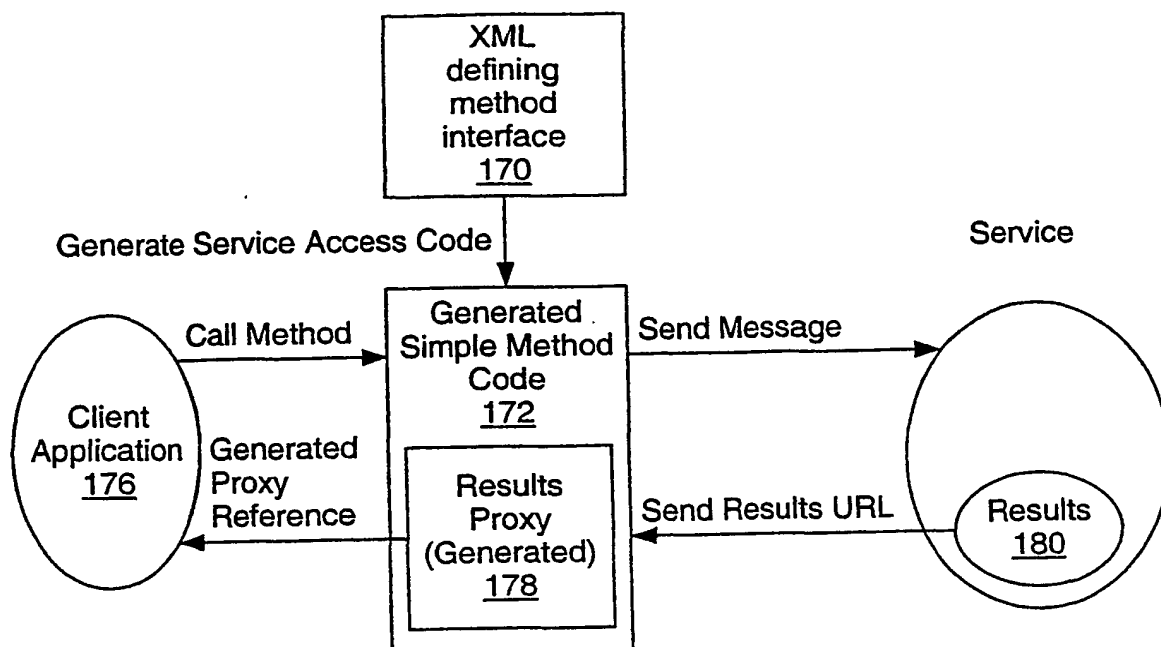 XML
defining
method
interface
170
Generate Service Access Code
Service
Call Method
Generated
Simple Method
Code
172
Send Message
Client
Application
176
Generated
Proxy
Reference
Results
Proxy
(Generated)
178
Send Results URL
Results
180